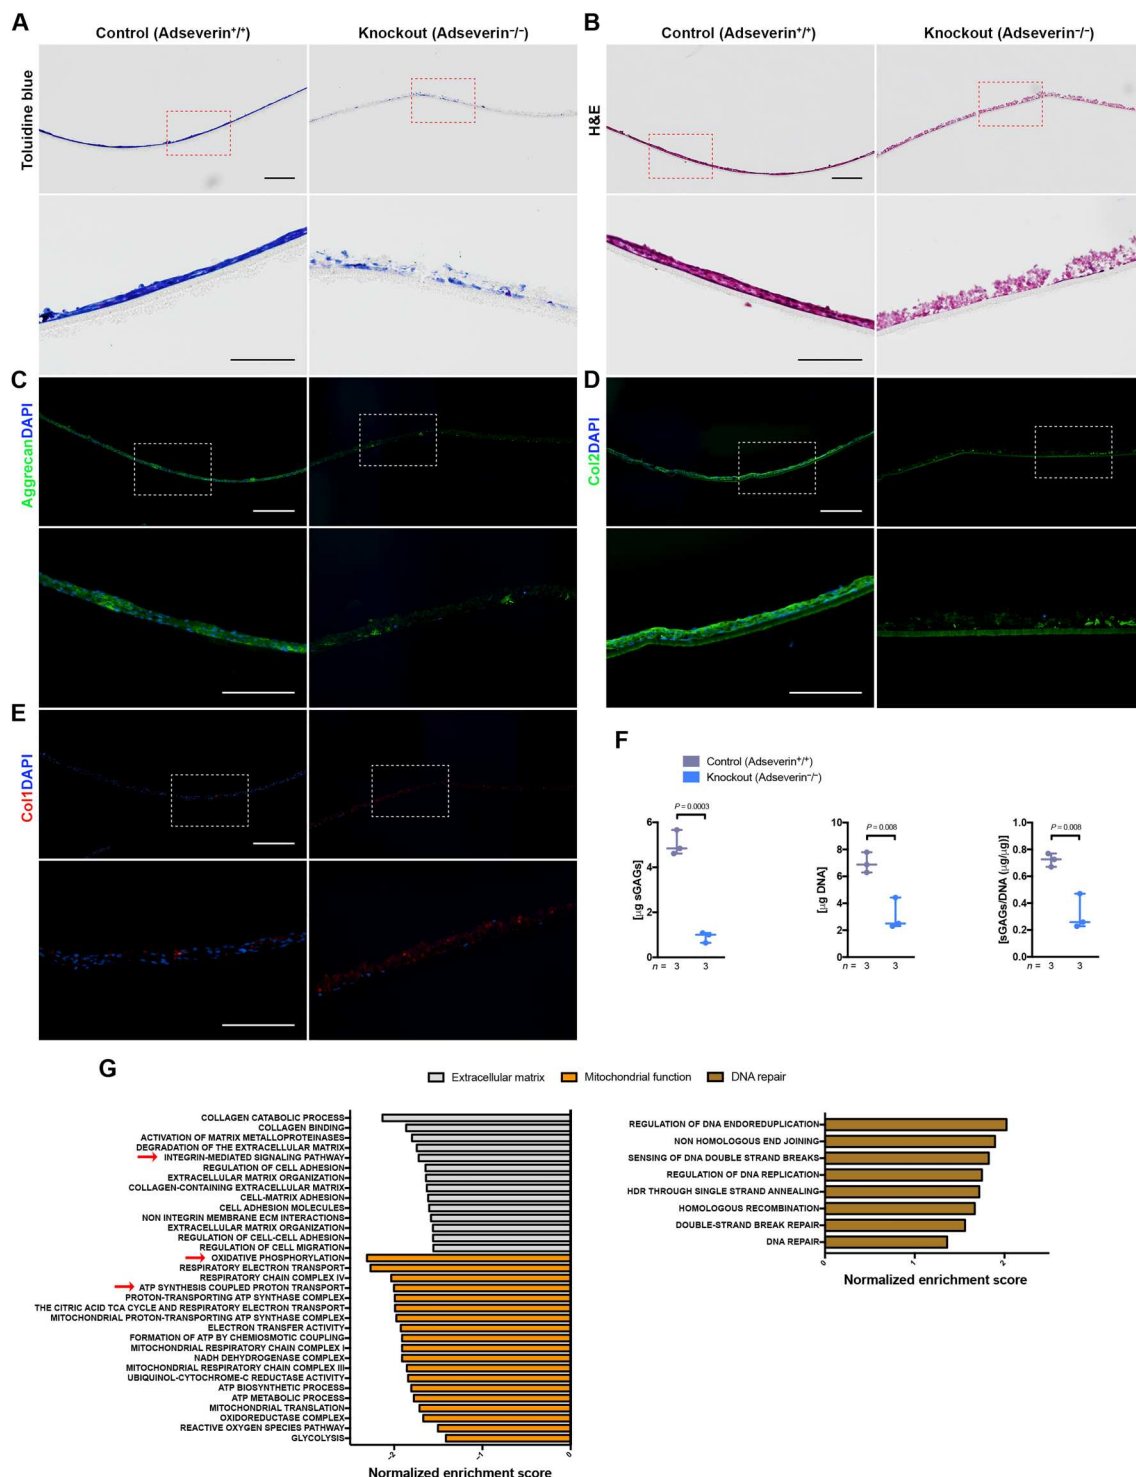 A
Control (Adseverin+/+)
Knockout (Adseverin−/−)
Toluidine blue
B
Control (Adseverin+/+)
Knockout (Adseverin−/−)
H&E
C
AggrecanDAPI
D
Col2DAPI
E
Col1DAPI
F
Control (Adseverin+/+)
Knockout (Adseverin−/−)
P = 0.0003
[µg sGAGs]
6
4
2
0
n = 3 3
P = 0.008
[µg DNA]
10
8
6
4
2
0
n = 3 3
P = 0.008
[sGAGs/DNA (µg/µg)]
1.0
0.8
0.6
0.4
0.2
0.0
n = 3 3
G
Extracellular matrix
Mitochondrial function
DNA repair
COLLAGEN CATABOLIC PROCESS
COLLAGEN BINDING
ACTIVATION OF MATRIX METALLOPROTEINASES
DEGRADATION OF THE EXTRACELLULAR MATRIX
INTEGRIN-MEDIATED SIGNALING PATHWAY
REGULATION OF CELL ADHESION
EXTRACELLULAR MATRIX ORGANIZATION
COLLAGEN-CONTAINING EXTRACELLULAR MATRIX
CELL-MATRIX ADHESION
CELL ADHESION MOLECULES
NON INTEGRIN MEMBRANE ECM INTERACTIONS
EXTRACELLULAR MATRIX ORGANIZATION
REGULATION OF CELL-CELL ADHESION
REGULATION OF CELL MIGRATION
OXIDATIVE PHOSPHORYLATION
RESPIRATORY ELECTRON TRANSPORT
RESPIRATORY CHAIN COMPLEX IV
ATP SYNTHESIS COUPLED PROTON TRANSPORT
PROTON-TRANSPORTING ATP SYNTHASE COMPLEX
THE CITRIC ACID TCA CYCLE AND RESPIRATORY ELECTRON TRANSPORT
MITOCHONDRIAL PROTON-TRANSPORTING ATP SYNTHASE COMPLEX
ELECTRON TRANSFER ACTIVITY
FORMATION OF ATP BY CHEMIOSMOTIC COUPLING
MITOCHONDRIAL RESPIRATORY CHAIN COMPLEX I
NADH DEHYDROGENASE COMPLEX
MITOCHONDRIAL RESPIRATORY CHAIN COMPLEX III
UBIQUINOL-CYTOCHROME-C REDUCTASE ACTIVITY
ATP BIOSYNTHETIC PROCESS
ATP METABOLIC PROCESS
MITOCHONDRIAL TRANSLATION
OXIDOREDUCTASE COMPLEX
REACTIVE OXYGEN SPECIES PATHWAY
GLYCOLYSIS
-2 -1 0
Normalized enrichment score
REGULATION OF DNA ENDOREDUPLICATION
NON HOMOLOGOUS END JOINING
SENSING OF DNA DOUBLE STRAND BREAKS
REGULATION OF DNA REPLICATION
HDR THROUGH SINGLE STRAND ANNEALING
HOMOLOGOUS RECOMBINATION
DOUBLE-STRAND BREAK REPAIR
DNA REPAIR
0 1 2
Normalized enrichment score